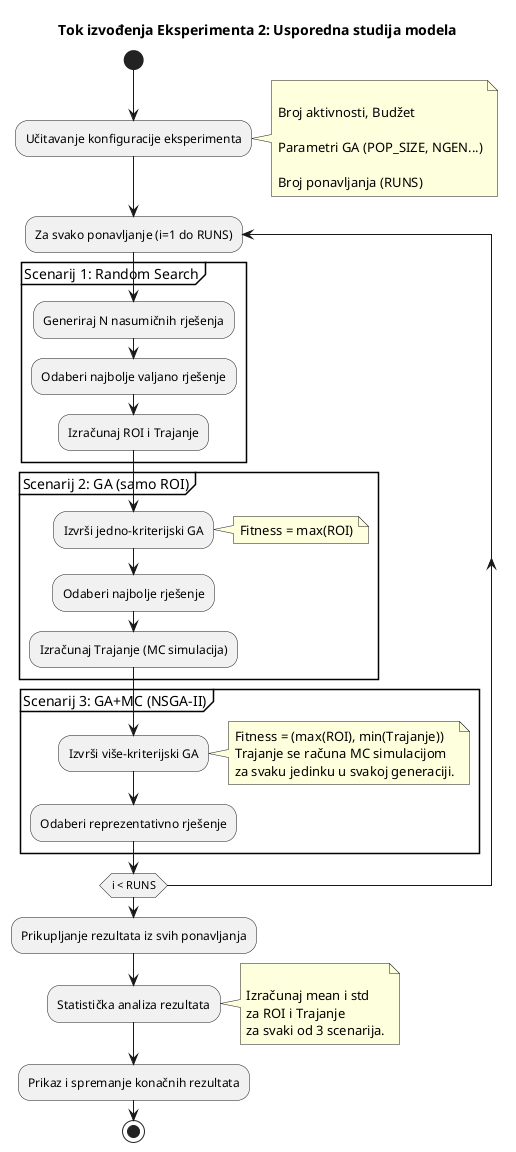 Tok izvođenja Eksperimenta 2: Usporedna studija modela
Učitavanje konfiguracije eksperimenta
Broj aktivnosti, Budžet
Parametri GA (POP_SIZE, NGEN...)
Broj ponavljanja (RUNS)
Za svako ponavljanje (i=1 do RUNS)
Scenarij 1: Random Search
Generiraj N nasumičnih rješenja
Odaberi najbolje valjano rješenje
Izračunaj ROI i Trajanje
Scenarij 2: GA (samo ROI)
Izvrši jedno-kriterijski GA
Fitness = max(ROI)
Odaberi najbolje rješenje
Izračunaj Trajanje (MC simulacija)
Scenarij 3: GA+MC (NSGA-II)
Izvrši više-kriterijski GA
Fitness = (max(ROI), min(Trajanje))
Trajanje se računa MC simulacijom
za svaku jedinku u svakoj generaciji.
Odaberi reprezentativno rješenje
i < RUNS
Prikupljanje rezultata iz svih ponavljanja
Statistička analiza rezultata
Izračunaj mean i std
za ROI i Trajanje
za svaki od 3 scenarija.
Prikaz i spremanje konačnih rezultata